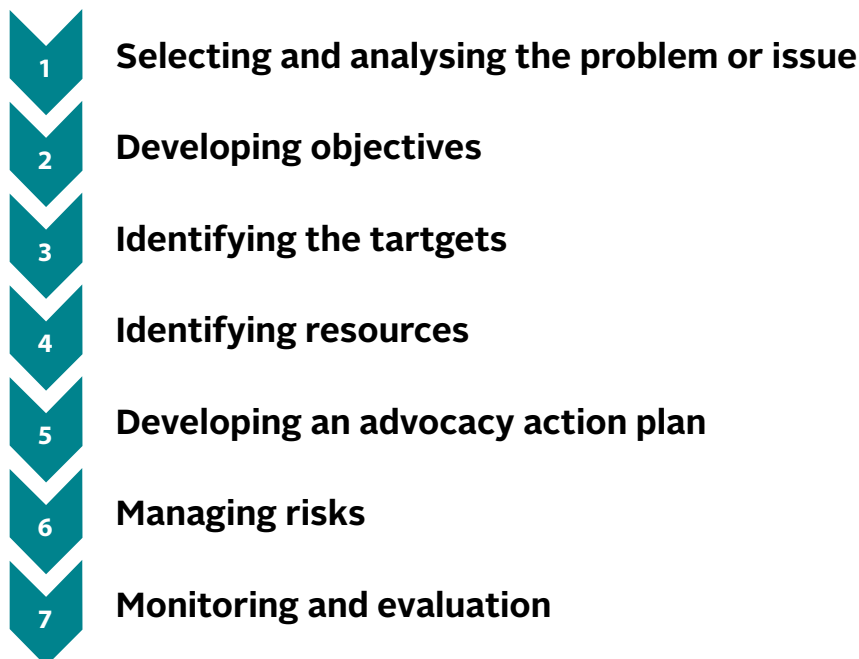 1 Selecting and analysing the problem or issue
2 Developing objectives
3 Identifying the tartgets
4 Identifying resources
5 Developing an advocacy action plan
6 Managing risks
7 Monitoring and evaluation